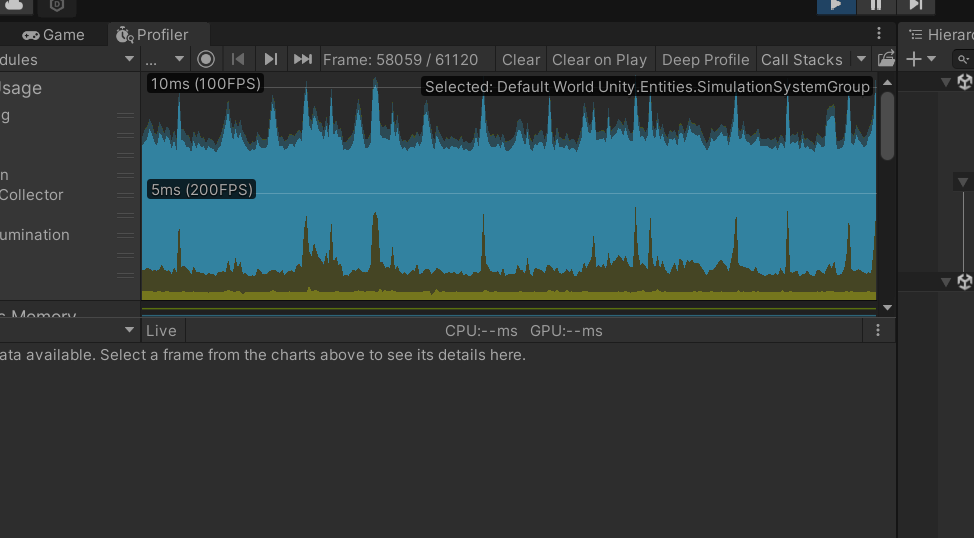 Game
Profiler
dules
...
Frame: 58059 / 61120
Clear
Clear on Play
Deep Profile
Call Stacks
Hierarc
Usage
10ms (100FPS)
Selected: Default World Unity.Entities.SimulationSystemGroup
g
n
5ms (200FPS)
Collector
umination
s Memory
Live
CPU:--ms
GPU:--ms
ata available. Select a frame from the charts above to see its details here.